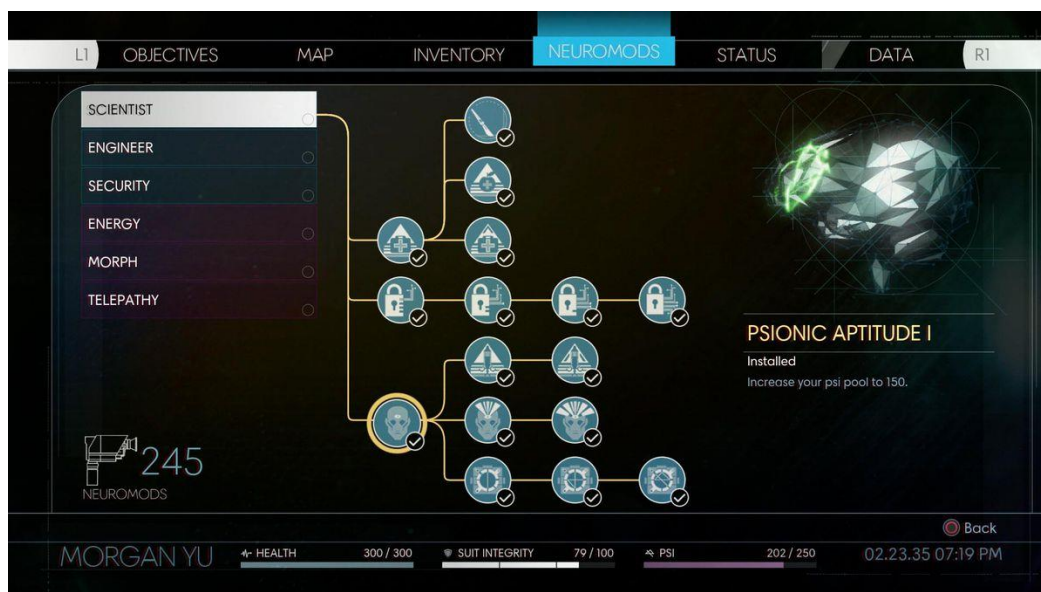 L1 OBJECTIVES MAP INVENTORY NEUROMODS STATUS DATA R1
SCIENTIST
ENGINEER
SECURITY
ENERGY
MORPH
TELEPATHY
PSIONIC APTITUDE I
Installed
Increase your psi pool to 150.
245
NEUROMODS
Back
MORGAN YU HEALTH 300 / 300 SUIT INTEGRITY 79 / 100 PSI 202 / 250 02.23.35 07:19 PM